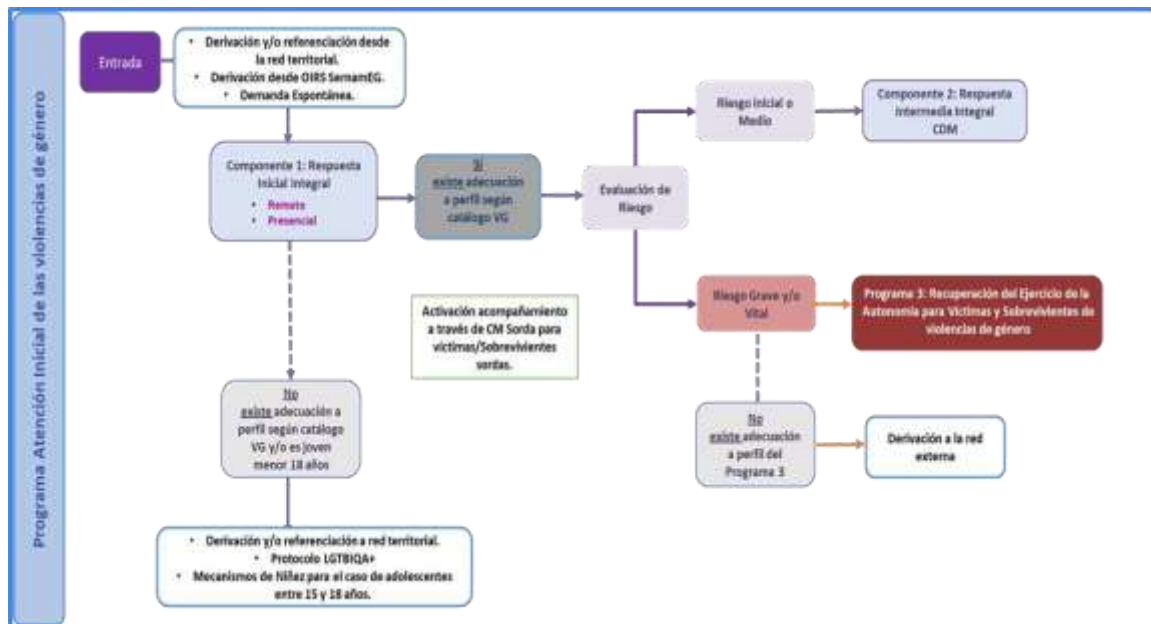 Programa Atención Inicial de las violencias de género
Entrada
• Derivación y/o referenciación desde
la red territorial.
• Derivación desde OIRS SernamEG.
• Demanda Espontánea.
Componente 1: Respuesta
Inicial Integral
• Remoto
• Presencial
Si
existe adecuación
a perfil según
catálogo VG
Evaluación de
Riesgo
Riesgo Inicial o
Medio
Componente 2: Respuesta
Intermedia Integral
CDM
Riesgo Grave y/o
Vital
Programa 3: Recuperación del Ejercicio de la
Autonomía para Víctimas y Sobrevivientes de
violencias de género
Activación acompañamiento
a través de CM Sorda para
víctimas/Sobrevivientes
sordas.
No
existe adecuación a
perfil según catálogo
VG y/o es joven
menor 18 años
No
existe adecuación
a perfil del
Programa 3
Derivación a la red
externa
• Derivación y/o referenciación a red territorial.
• Protocolo LGTBIQA+
• Mecanismos de Niñez para el caso de adolescentes
entre 15 y 18 años.